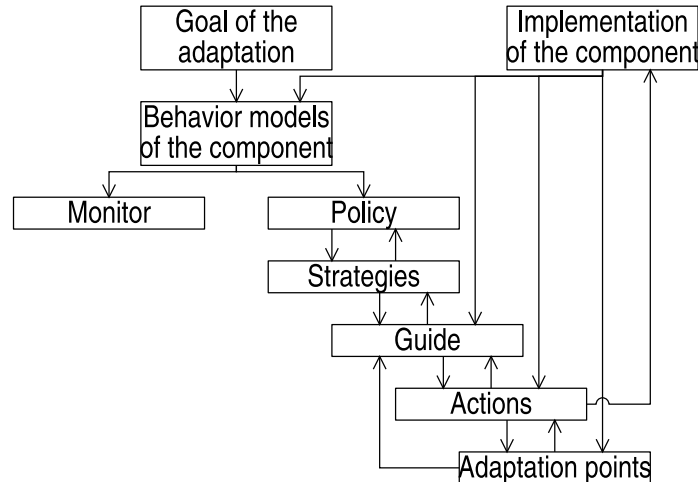 Goal of the
adaptation
Implementation
of the component
Behavior models
of the component
Monitor
Policy
Strategies
Guide
Actions
Adaptation points